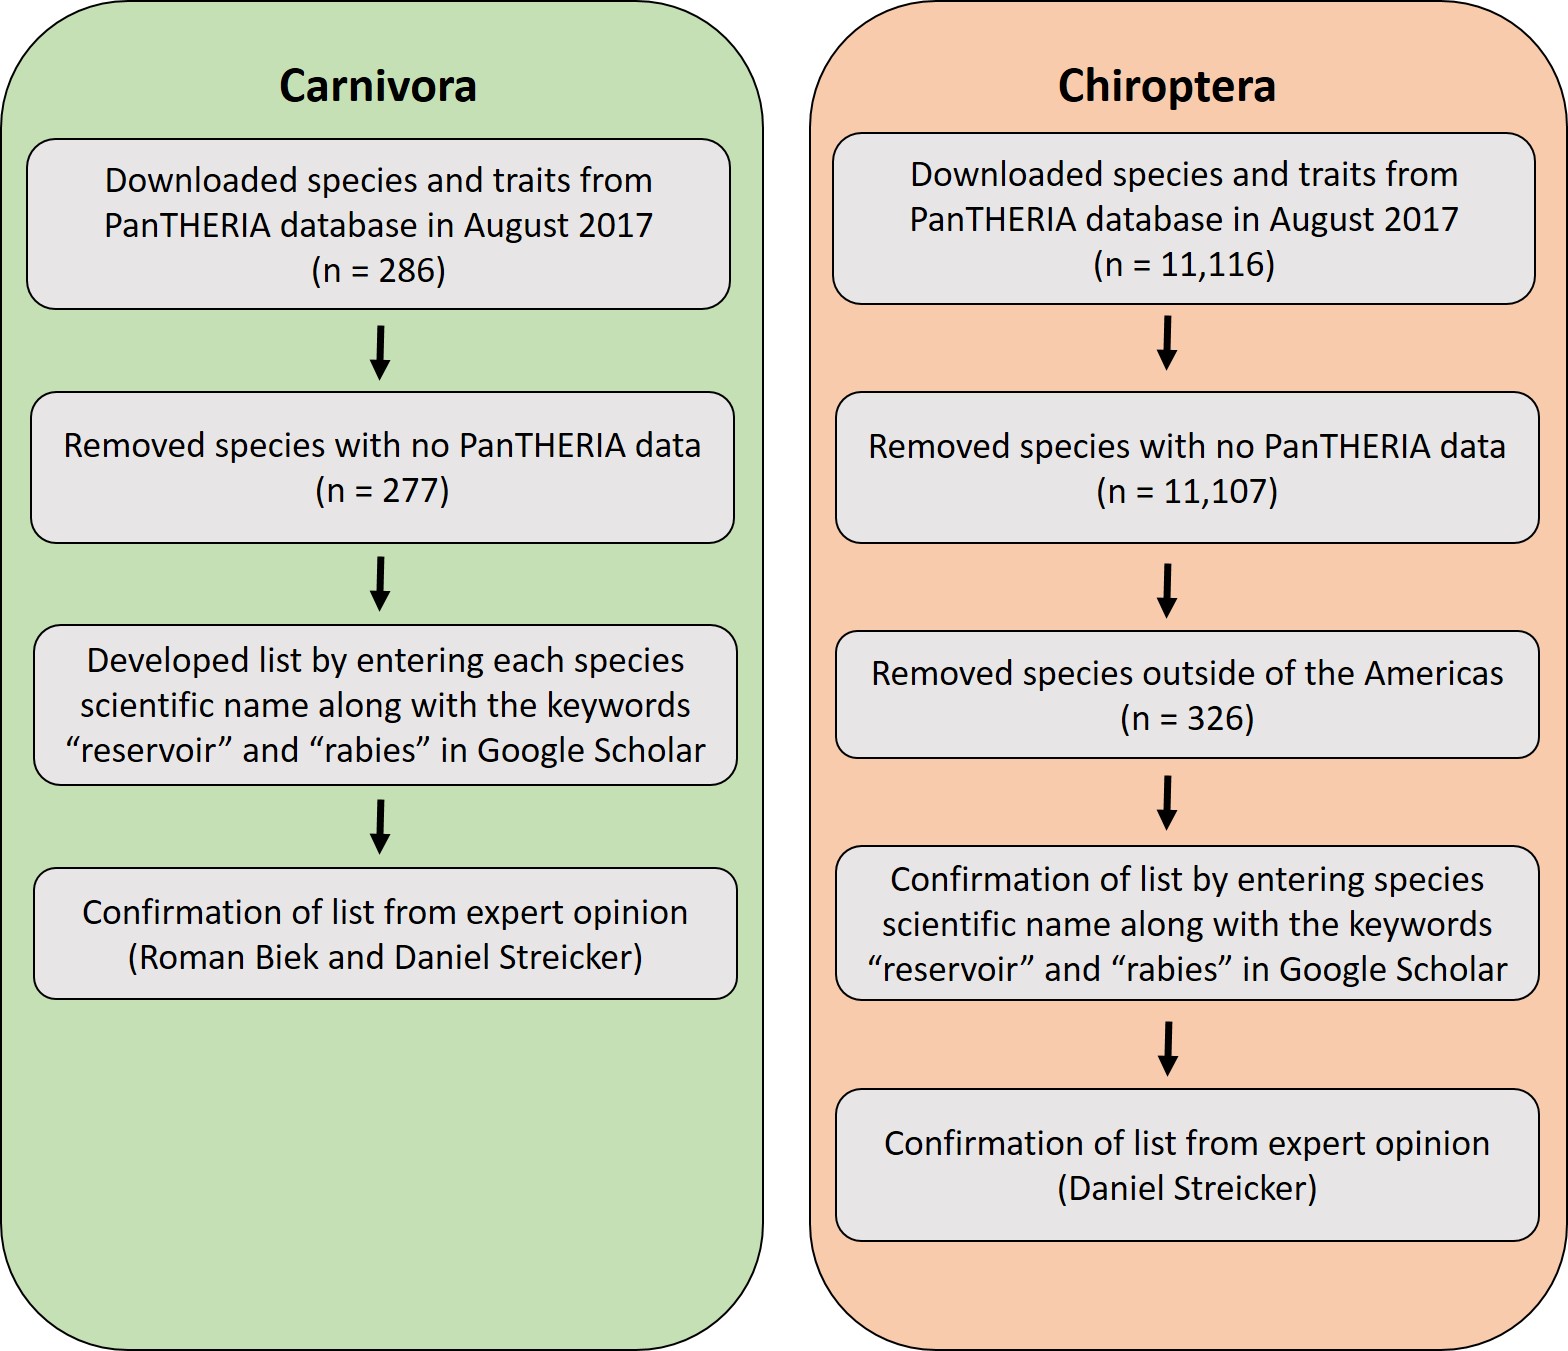 Carnivora
Downloaded species and traits from
PanTHERIA database in August 2017
(n = 286)
Removed species with no PanTHERIA data
(n = 277)
Developed list by entering each species
scientific name along with the keywords
“reservoir” and “rabies” in Google Scholar
Confirmation of list from expert opinion
(Roman Biek and Daniel Streicker)
Chiroptera
Downloaded species and traits from
PanTHERIA database in August 2017
(n = 11,116)
Removed species with no PanTHERIA data
(n = 11,107)
Removed species outside of the Americas
(n = 326)
Confirmation of list by entering species
scientific name along with the keywords
“reservoir” and “rabies” in Google Scholar
Confirmation of list from expert opinion
(Daniel Streicker)